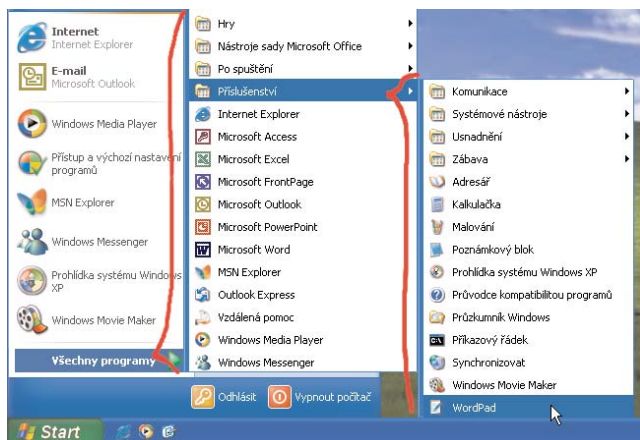 Internet
Internet Explorer
E-mail
Microsoft Outlook
Windows Media Player
Přístup a výchozí nastavení
programů
MSN Explorer
Windows Messenger
Prohlídka systému Windows
XP
Windows Movie Maker
Všechny programy
Hry
Nástroje sady Microsoft Office
Po spuštění
Příslušenství
Internet Explorer
Microsoft Access
Microsoft Excel
Microsoft FrontPage
Microsoft Outlook
Microsoft PowerPoint
Microsoft Word
MSN Explorer
Outlook Express
Vzdálená pomoc
Windows Media Player
Windows Messenger
Komunikace
Systémové nástroje
Usnadnění
Zábava
Adresář
Kalkulačka
Malování
Poznámkový blok
Prohlídka systému Windows XP
Průvodce kompatibilitou programů
Průzkumník Windows
Příkazový řádek
Synchronizovat
Windows Movie Maker
WordPad
Odhlásit
Vypnout počítač
Start